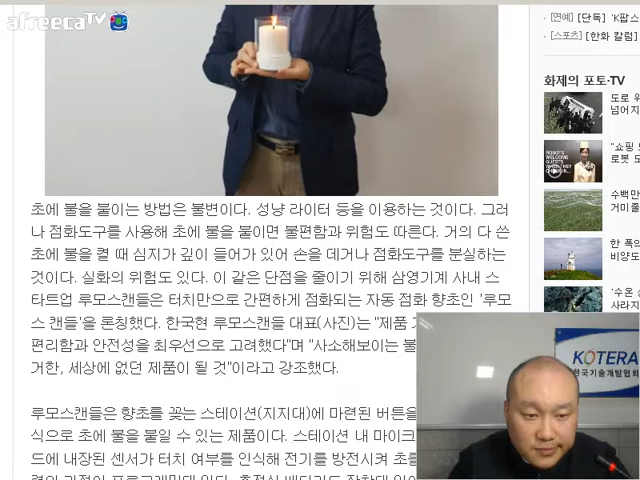 afreecaTV
[연예] [단독] 'K팝스
[스포츠] [한화 칼럼]
화제의 포토·TV
도로 위
넘어지
"쇼핑 도
로봇 도
수백만
거미줄
한 폭의
비양도
'수온 상
사라지
초에 불을 붙이는 방법은 불변이다. 성냥 라이터 등을 이용하는 것이다. 그러
나 점화도구를 사용해 초에 불을 붙이면 불편함과 위험도 따른다. 거의 다 쓴
초에 불을 켤 때 심지가 깊이 들어가 있어 손을 데거나 점화도구를 분실하는
것이다. 실화의 위험도 있다. 이 같은 단점을 줄이기 위해 삼영기계 사내 스
타트업 루모스캔들은 터치만으로 간편하게 점화되는 자동 점화 향초인 '루모
스 캔들'을 론칭했다. 한국현 루모스캔들 대표(사진)는 "제품
편리함과 안전성을 최우선으로 고려했다"며 "사소해보이는 불
거한, 세상에 없던 제품이 될 것"이라고 강조했다.
루모스캔들은 향초를 꽂는 스테이션(지지대)에 마련된 버튼을
식으로 초에 불을 붙일 수 있는 제품이다. 스테이션 내 마이크
드에 내장된 센서가 터치 여부를 인식해 전기를 방전시켜 초를
KOTERA
한국기술개발협회